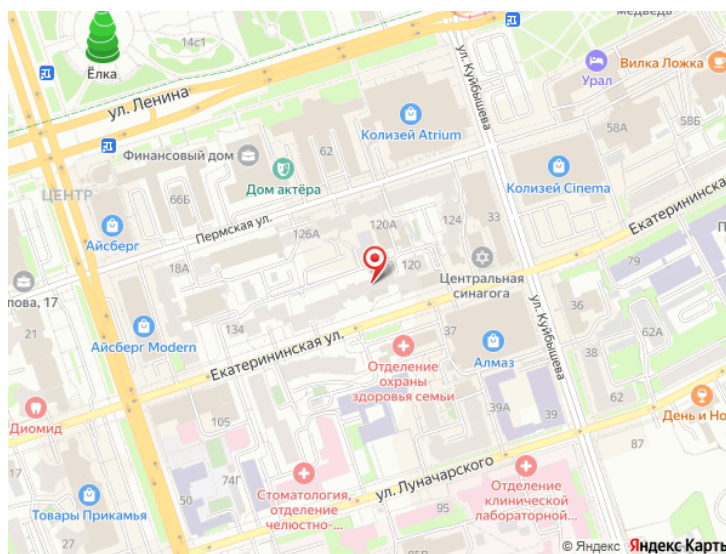 медведя
14с1
Ёлка
ул. Ленина
ул. Куйбышева
Урал
Вилка Ложка
58Б
58А
Колизей Atrium
Финансовый дом
62
Дом актёра
Колизей Cinema
ЦЕНТР
66Б
Пермская ул.
120А
124
33
Екатерининская
Айсберг
126А
18А
120
Центральная
синагога
79
пова, 17
21
134
Айсберг Modern
Екатерининская ул.
37
Алмаз
ул. Куйбышева
36
62А
38
Отделение
охраны
здоровья семьи
Диомид
105
39А
39
62
День и Но
87
74Г
ул. Луначарского
50
Стоматология,
отделение
челюстно-...
Отделение
клинической
лабораторной...
Товары Прикамья
95Б
© Яндекс Яндекс Карты